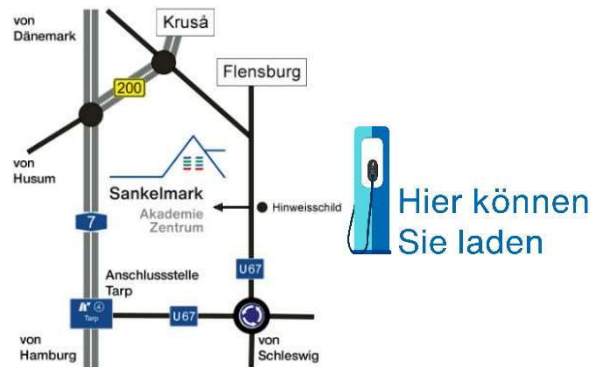 von
Dänemark
Kruså
200
Flensburg
von
Husum
Sankelmark
Akademie
Zentrum
Hinweisschild
7
U67
Anschlussstelle
Tarp
Tarp
U67
von
Hamburg
von
Schleswig
Hier können
Sie laden